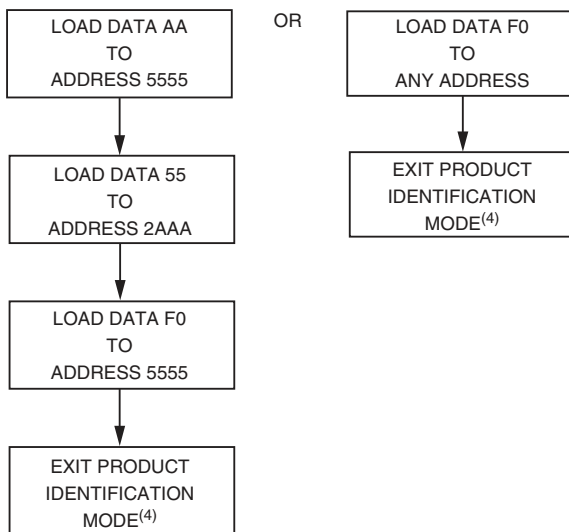 LOAD DATA AA
TO
ADDRESS 5555
LOAD DATA 55
TO
ADDRESS 2AAA
LOAD DATA F0
TO
ADDRESS 5555
EXIT PRODUCT
IDENTIFICATION
MODE(4)
OR
LOAD DATA F0
TO
ANY ADDRESS
EXIT PRODUCT
IDENTIFICATION
MODE(4)